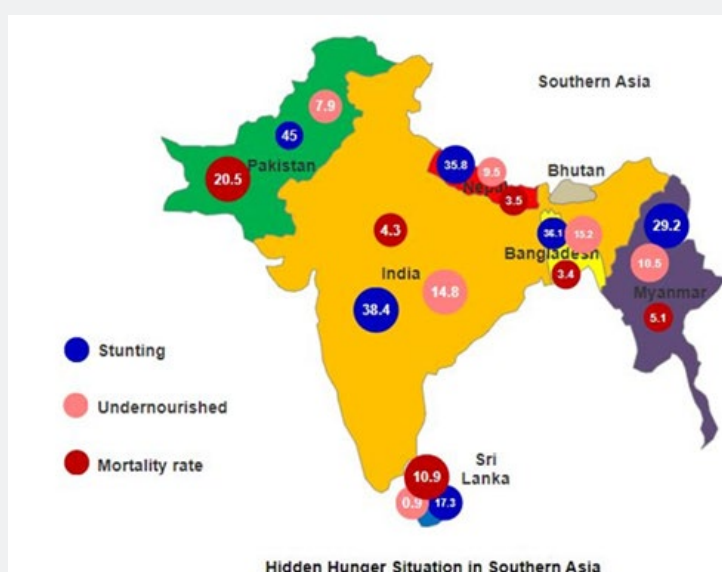 Southern Asia
7.9
45
Pakistan
20.5
35.8
9.5
Nepal
3.5
Bhutan
4.3
36.1
15.2
Bangladesh
3.4
29.2
10.5
Myanmar
5.1
India
14.8
38.4
Stunting
Undernourished
Mortality rate
10.9
Sri
Lanka
0.9
17.3
Hidden Hunger Situation in Southern Asia